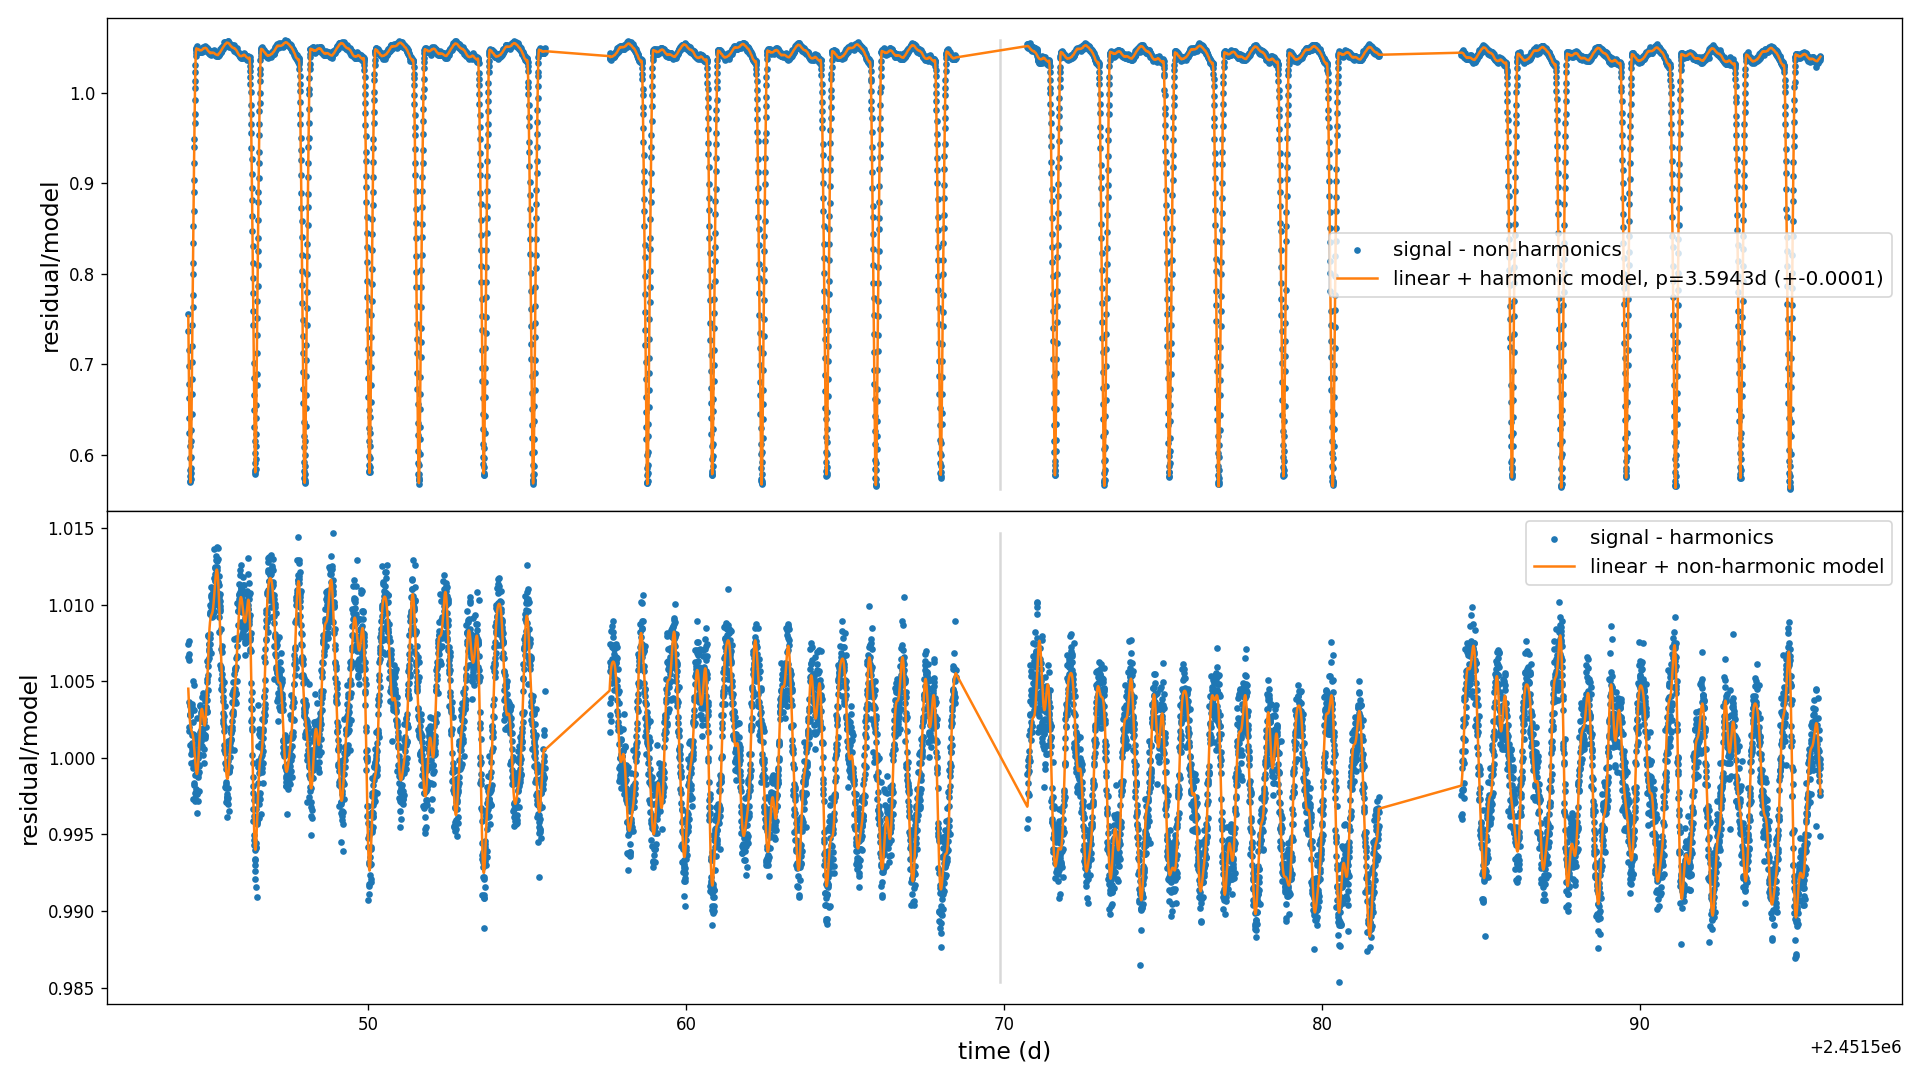 1.0
0.9
0.8
0.7
0.6
residual/model
signal - non-harmonics
linear + harmonic model, p=3.5943d (+-0.0001)
1.015
1.010
1.005
1.000
0.995
0.990
0.985
residual/model
signal - harmonics
linear + non-harmonic model
50 60 70 80 90
time (d)
+2.4515e6